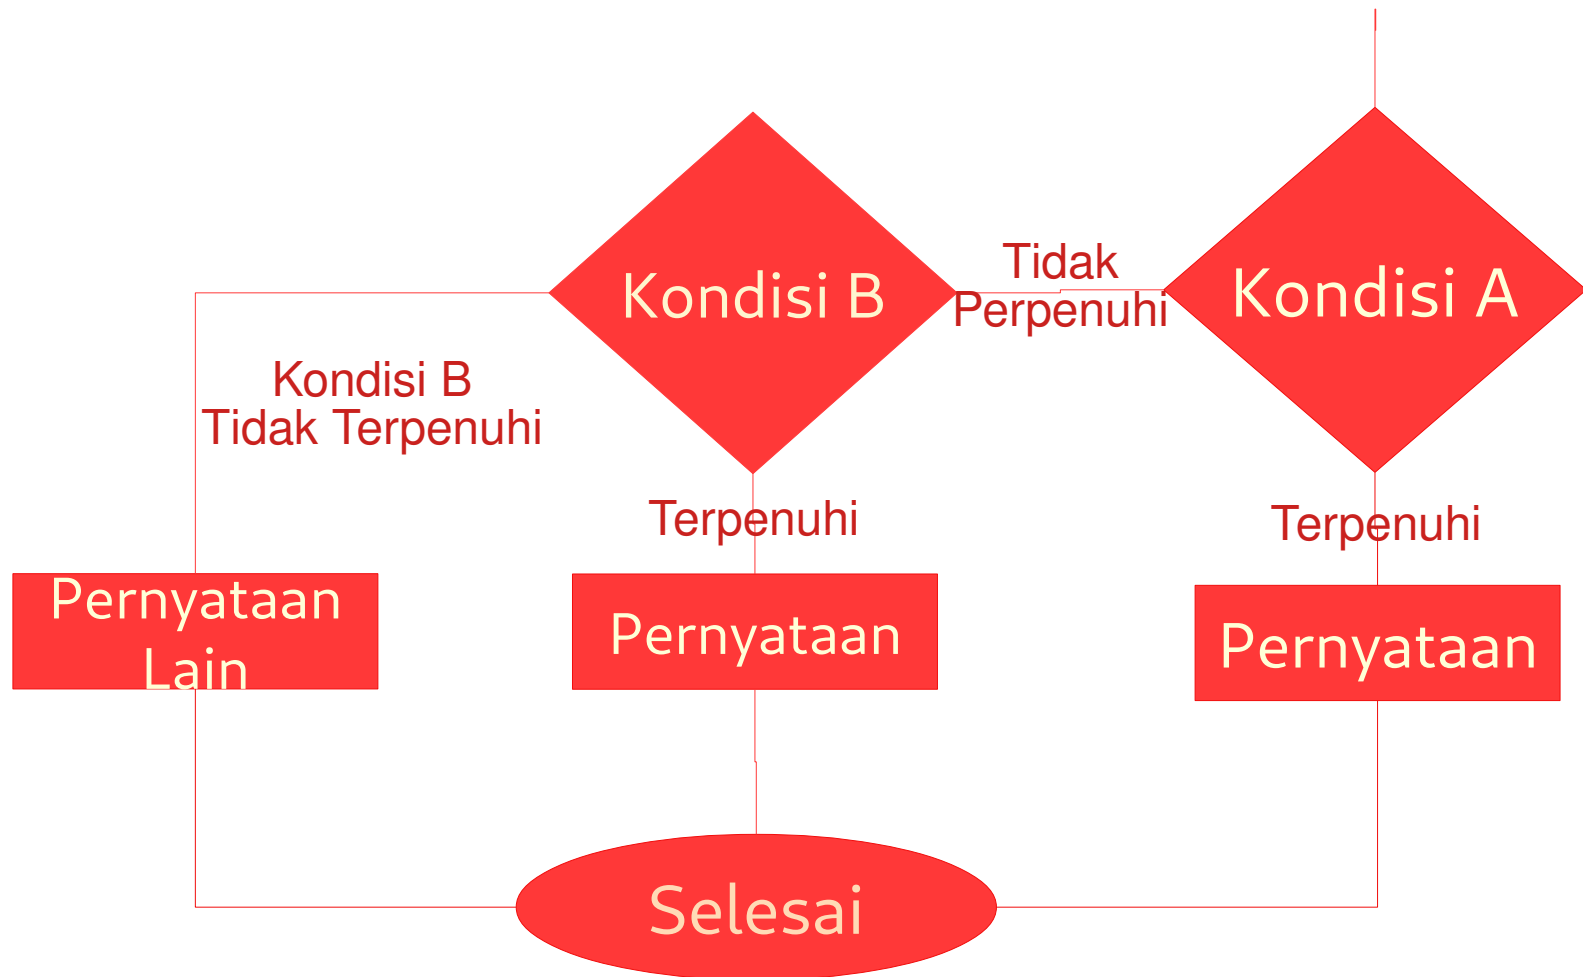 Kondisi A
Tidak
Perpenuhi
Kondisi B
Kondisi B
Tidak Terpenuhi
Terpenuhi
Terpenuhi
Pernyataan
Lain
Pernyataan
Pernyataan
Selesai